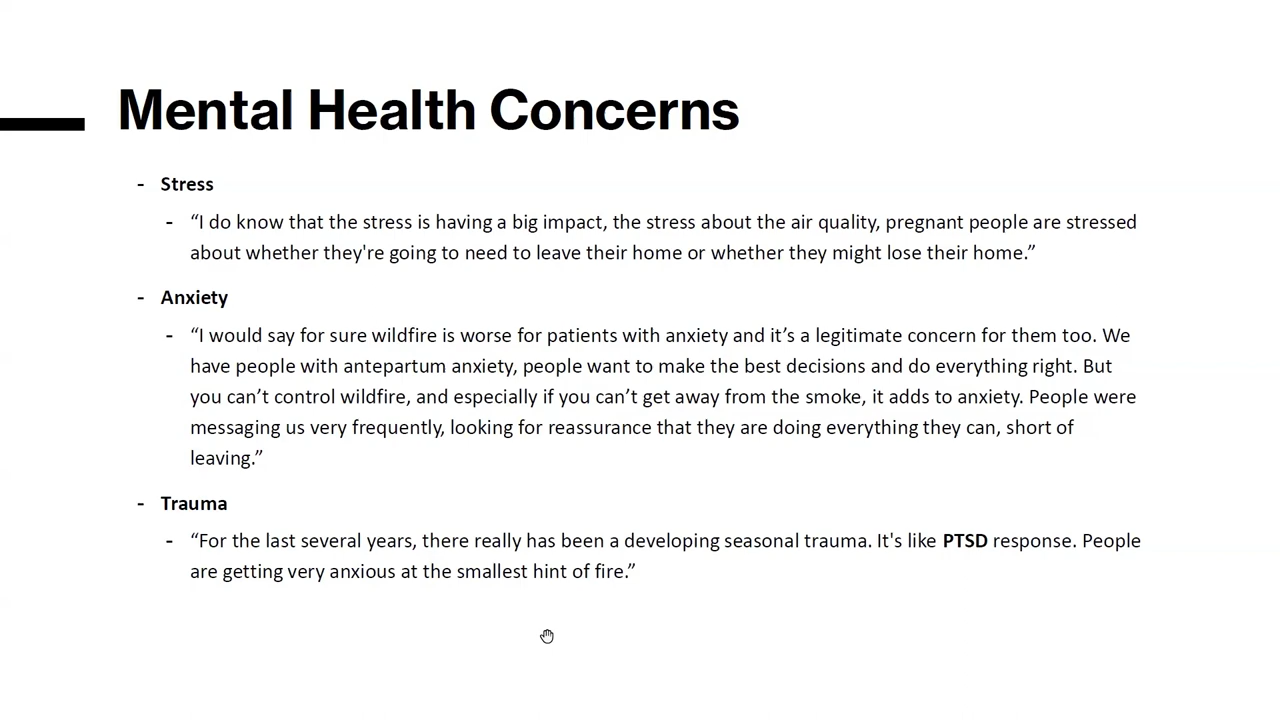 Mental Health Concerns
- Stress
- “I do know that the stress is having a big impact, the stress about the air quality, pregnant people are stressed
about whether they're going to need to leave their home or whether they might lose their home.”
- Anxiety
- “I would say for sure wildfire is worse for patients with anxiety and it’s a legitimate concern for them too. We
have people with antepartum anxiety, people want to make the best decisions and do everything right. But
you can’t control wildfire, and especially if you can’t get away from the smoke, it adds to anxiety. People were
messaging us very frequently, looking for reassurance that they are doing everything they can, short of
leaving.”
- Trauma
- “For the last several years, there really has been a developing seasonal trauma. It's like PTSD response. People
are getting very anxious at the smallest hint of fire.”